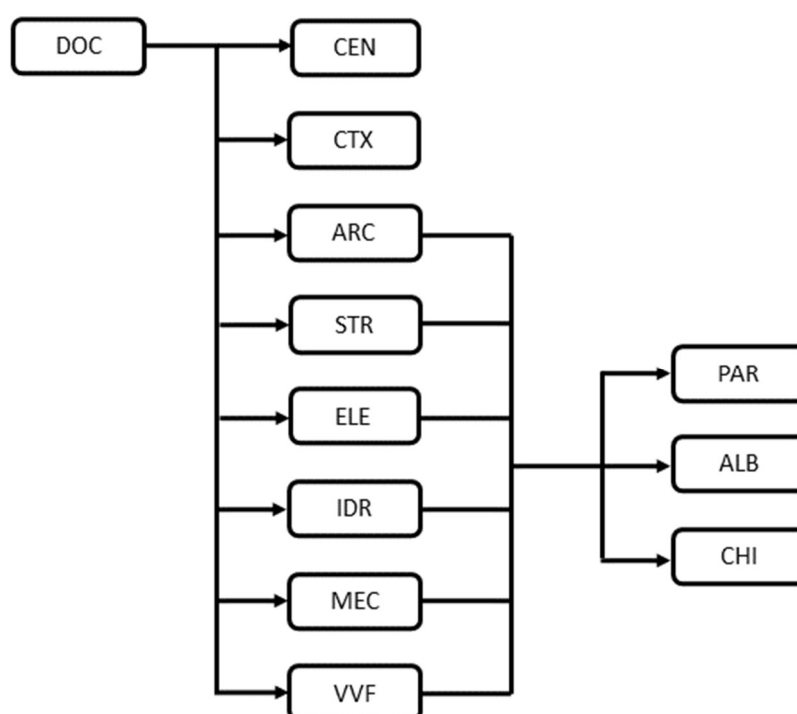 DOC
CEN
CTX
ARC
STR
ELE
IDR
MEC
VVF
PAR
ALB
CHI